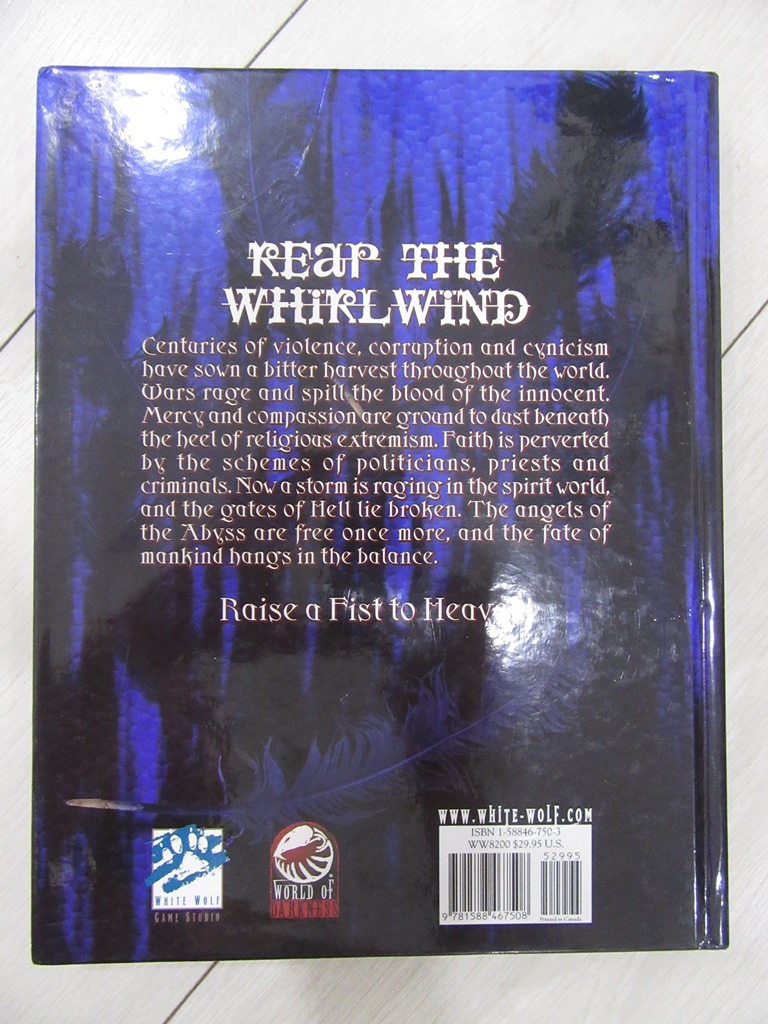 REAP THE
WHIRLWIND
Centuries of violence, corruption and cynicism
have sown a bitter harvest throughout the world.
Wars rage and spill the blood of the innocent.
Mercy and compassion are ground to dust beneath
the heel of religious extremism. Faith is perverted
by the schemes of politicians, priests and
criminals. Now a storm is raging in the spirit world,
and the gates of Hell lie broken. The angels of
the Abyss are free once more, and the fate of
mankind hangs in the balance.
Raise a Fist to
WWW.WHITE-WOLF.COM
ISBN 1-58846-750-3
WW8200 $29.95 U.S.
52995
9 781588 467508
Printed in Canada
WHITE WOLF
GAME STUDIO
WORLD OF
DARKNESS